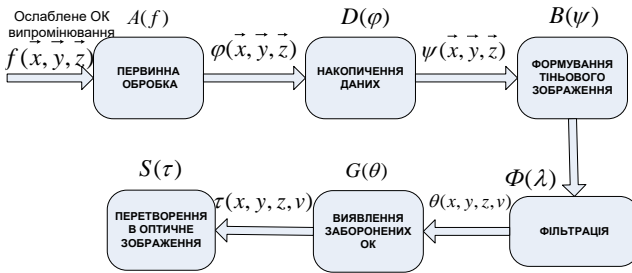 Ослаблене ОК
випромінювання
A(f)
D(φ)
B(ψ)
f(x⃗, y⃗, z⃗)
ПЕРВИННА
ОБРОБКА
φ(x⃗, y⃗, z⃗)
НАКОПИЧЕННЯ
ДАНИХ
ψ(x⃗, y⃗, z⃗)
ФОРМУВАННЯ
ТІНЬОВОГО
ЗОБРАЖЕННЯ
S(τ)
G(θ)
Φ(λ)
ПЕРЕТВОРЕННЯ
В ОПТИЧНЕ
ЗОБРАЖЕННЯ
τ(x, y, z, ν)
ВИЯВЛЕННЯ
ЗАБОРОНЕНИХ
ОК
θ(x, y, z, ν)
ФІЛЬТРАЦІЯ